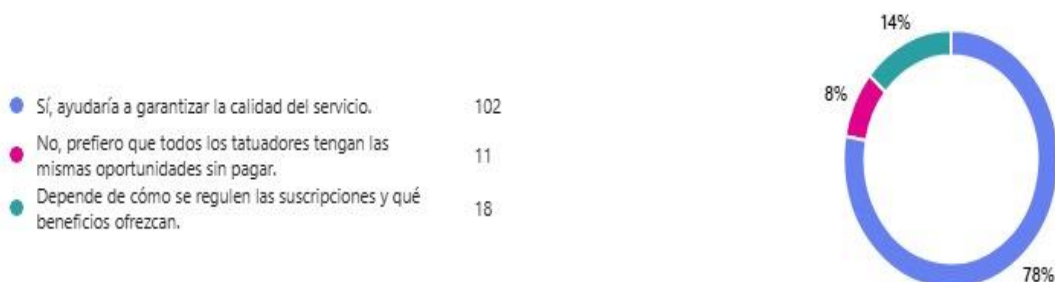 Sí, ayudaría a garantizar la calidad del servicio. 102
No, prefiero que todos los tatuadores tengan las
mismas oportunidades sin pagar. 11
Depende de cómo se regulen las suscripciones y qué
beneficios ofrezcan. 18
14%
8%
78%